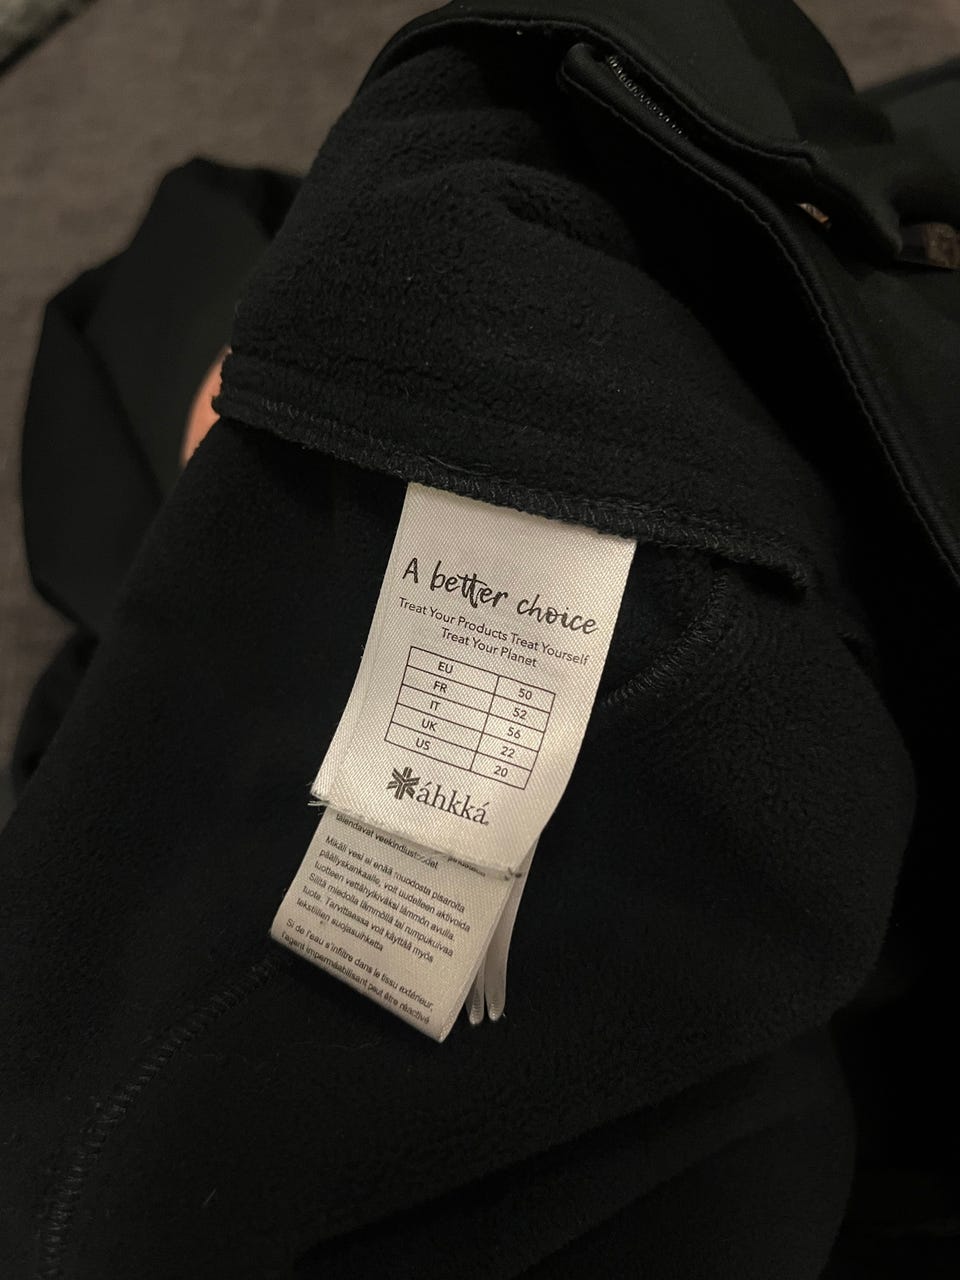 A better choice
Treat Your Products Treat Yourself
Treat Your Planet
EU 50
FR 52
IT 56
UK 22
US 20
áhkká
Mikäli vesi ei enää muodosta pisaroita
päällyskankaalle, voit uudelleen aktivoida
tuotteen vettähylkiväksi lämmön avulla.
Silitä miedolla lämmöllä tai rumpukuivaa
tuote. Tarvittaessa voit käyttää myös
tekstiilien suojasuihketta
Si de l'eau s'infiltre dans le tissu extérieur,
l'agent imperméabilisant peut être réactivé